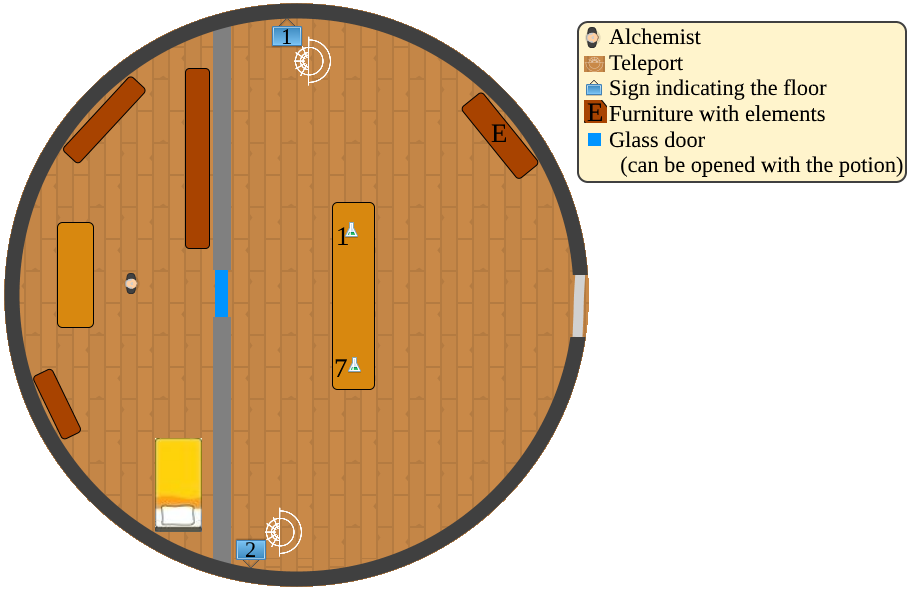 1
E
1
7
2
Alchemist
Teleport
Sign indicating the floor
E Furniture with elements
Glass door
(can be opened with the potion)